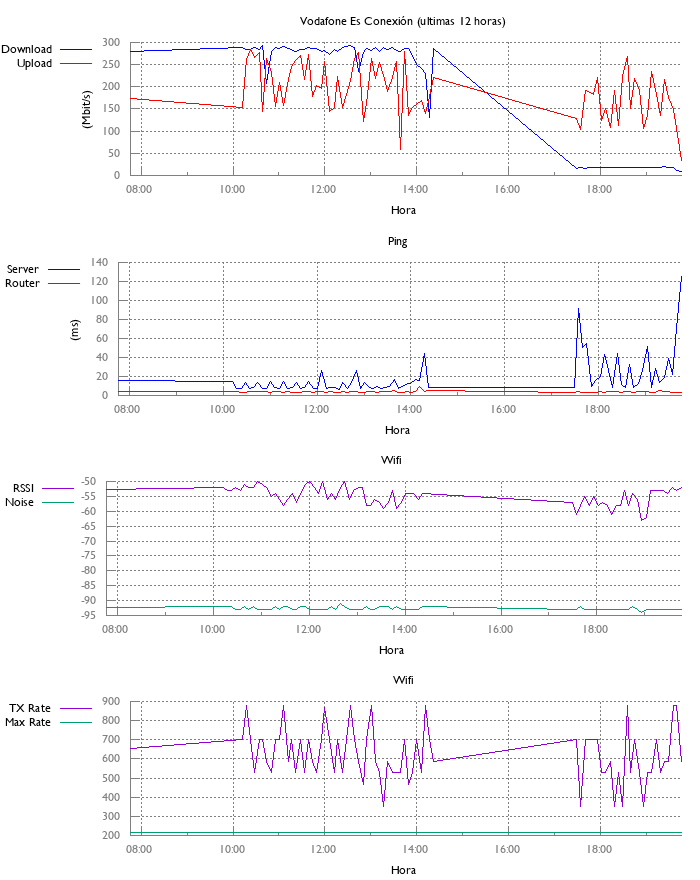 Vodafone Es Conexión (ultimas 12 horas)
Download
Upload
300
250
200
150
100
50
0
(Mbit/s)
08:00 10:00 12:00 14:00 16:00 18:00
Hora
Ping
Server
Router
140
120
100
80
60
40
20
0
(ms)
08:00 10:00 12:00 14:00 16:00 18:00
Hora
Wifi
RSSI
Noise
-50
-55
-60
-65
-70
-75
-80
-85
-90
-95
08:00 10:00 12:00 14:00 16:00 18:00
Hora
Wifi
TX Rate
Max Rate
900
800
700
600
500
400
300
200
08:00 10:00 12:00 14:00 16:00 18:00
Hora